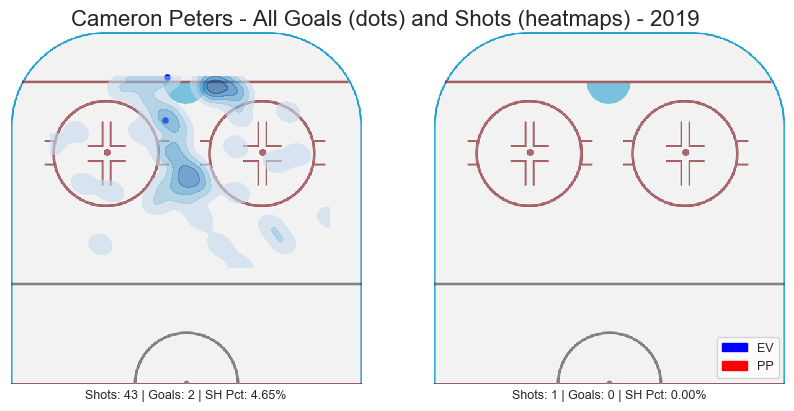 Cameron Peters - All Goals (dots) and Shots (heatmaps) - 2019
EV
PP
Shots: 43 | Goals: 2 | SH Pct: 4.65%
Shots: 1 | Goals: 0 | SH Pct: 0.00%